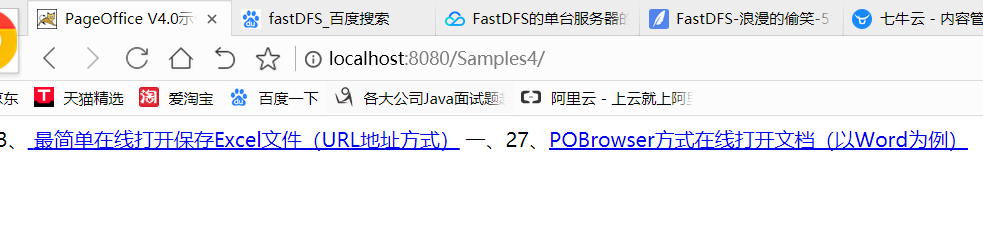 PageOffice V4.0示 fastDFS_百度搜索 FastDFS的单台服务器的 FastDFS-浪漫的偷笑-5 七牛云 - 内容管
localhost:8080/Samples4/
京东 天猫精选 淘 爱淘宝 百度一下 各大公司Java面试题 阿里云 - 上云就上阿里
3、 最简单在线打开保存Excel文件（URL地址方式） 一、27、POBrowser方式在线打开文档（以Word为例）